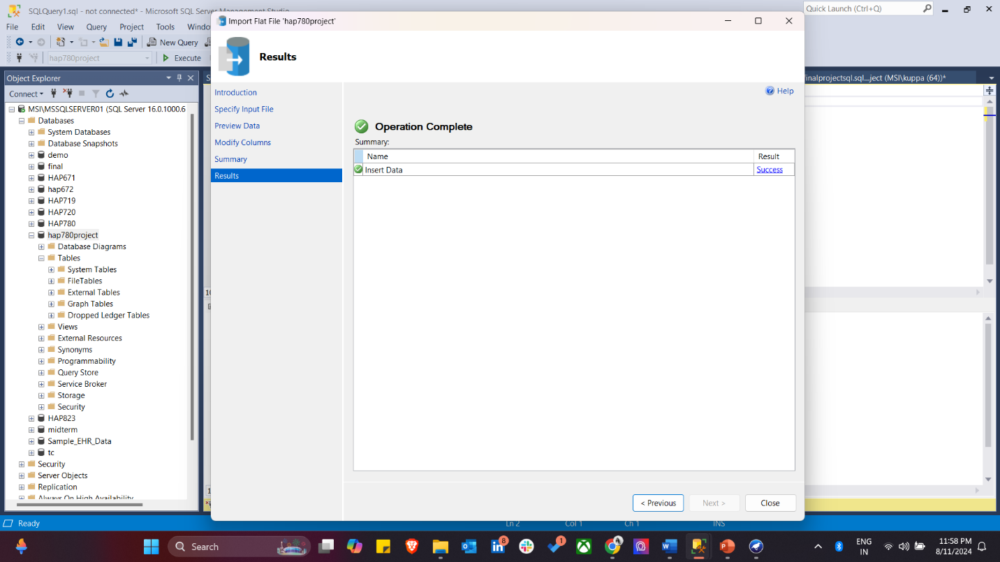 SQLQuery1.sql - not connected* - Microsoft SQL Server Management Studio
Quick Launch (Ctrl+Q)
File Edit View Query Project Tools Windo
New Query
hap780project
Execute
Object Explorer
Connect
MSI\MSSQLSERVER01 (SQL Server 16.0.1000.6
Databases
System Databases
Database Snapshots
demo
final
HAP671
hap672
HAP719
HAP720
HAP780
hap780project
Database Diagrams
Tables
System Tables
FileTables
External Tables
Graph Tables
Dropped Ledger Tables
Views
External Resources
Synonyms
Programmability
Query Store
Service Broker
Storage
Security
HAP823
midterm
Sample_EHR_Data
tc
Security
Server Objects
Replication
Always On High Availability
Import Flat File 'hap780project'
Results
Introduction
Specify Input File
Preview Data
Modify Columns
Summary
Results
Help
Operation Complete
Summary:
Name Result
Insert Data Success
< Previous Next > Close
inalprojectsql.sql...ject (MSI\kuppa (64))*
Ready
Ln 2 Col 1 Ch 1 INS
Search
8
1
ENG
IN
11:58 PM
8/11/2024